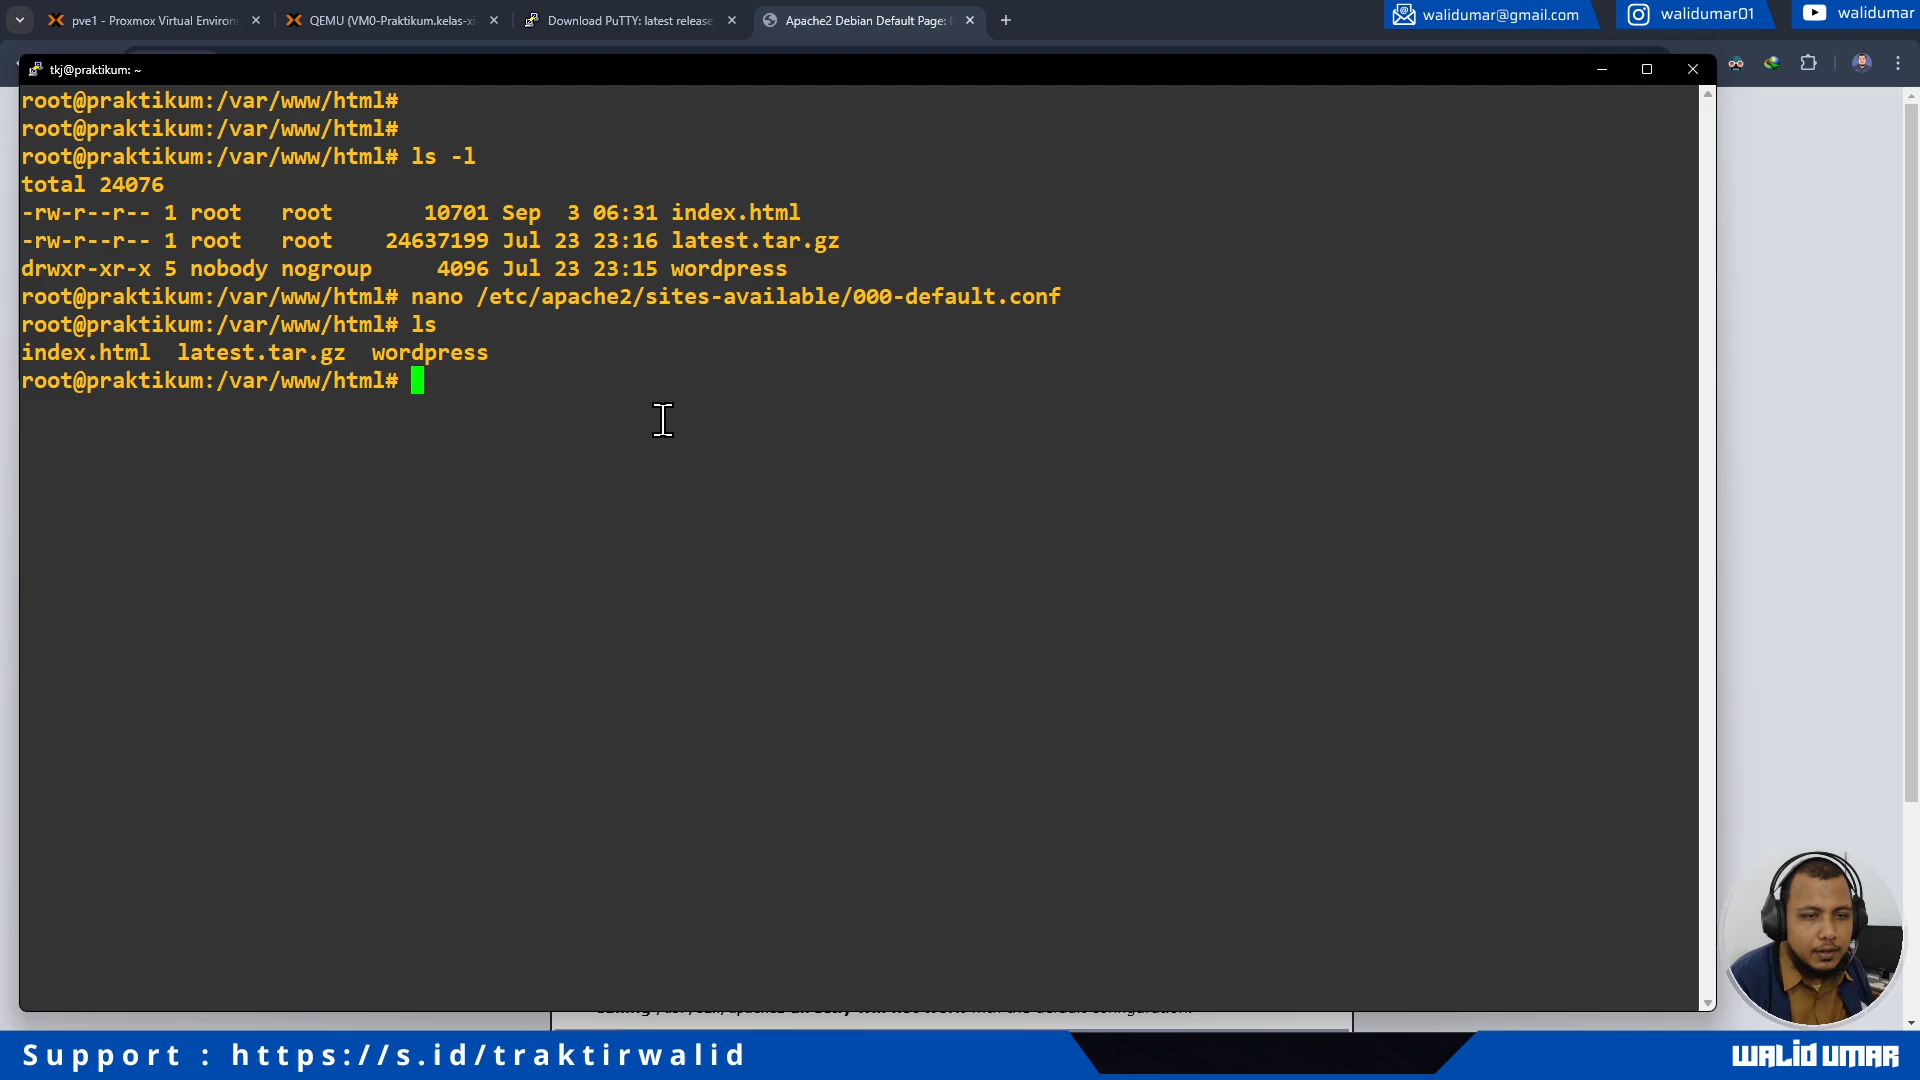 pve1 - Proxmox Virtual Environ
QEMU (VM0-Praktikum.kelas-xi
Download PuTTY: latest release
Apache2 Debian Default Page:
walidumar@gmail.com
walidumar01
walidumar
tkj@praktikum: ~
root@praktikum:/var/www/html#
root@praktikum:/var/www/html#
root@praktikum:/var/www/html# ls -l
total 24076
-rw-r--r-- 1 root   root       10701 Sep  3 06:31 index.html
-rw-r--r-- 1 root   root    24637199 Jul 23 23:16 latest.tar.gz
drwxr-xr-x 5 nobody nogroup     4096 Jul 23 23:15 wordpress
root@praktikum:/var/www/html# nano /etc/apache2/sites-available/000-default.conf
root@praktikum:/var/www/html# ls
index.html  latest.tar.gz  wordpress
root@praktikum:/var/www/html#
Support : https://s.id/traktirwalid
WALID UMAR